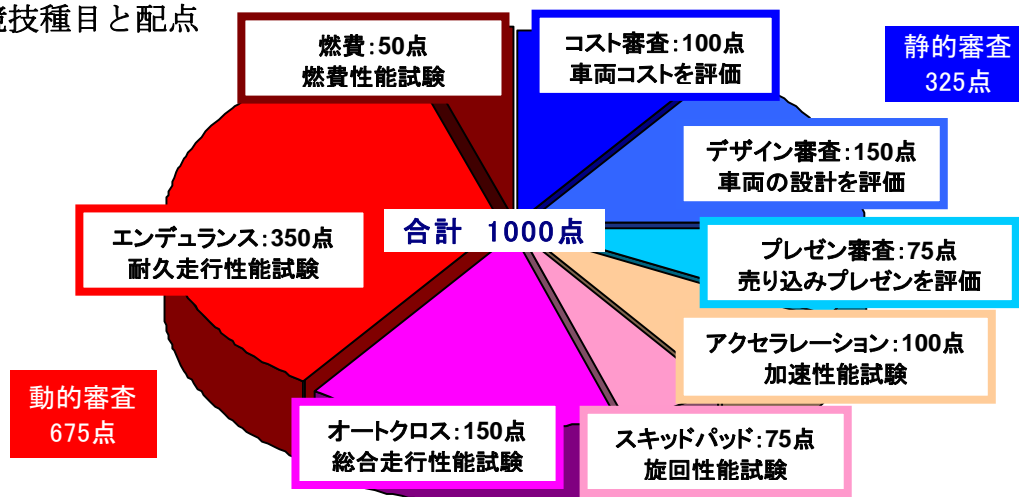 競技種目と配点
燃費:50点
燃費性能試験
コスト審査:100点
車両コストを評価
静的審査
325点
デザイン審査:150点
車両の設計を評価
合計 1000点
エンデュランス:350点
耐久走行性能試験
プレゼン審査:75点
売り込みプレゼンを評価
アクセラレーション:100点
加速性能試験
動的審査
675点
オートクロス:150点
総合走行性能試験
スキッドパッド:75点
旋回性能試験